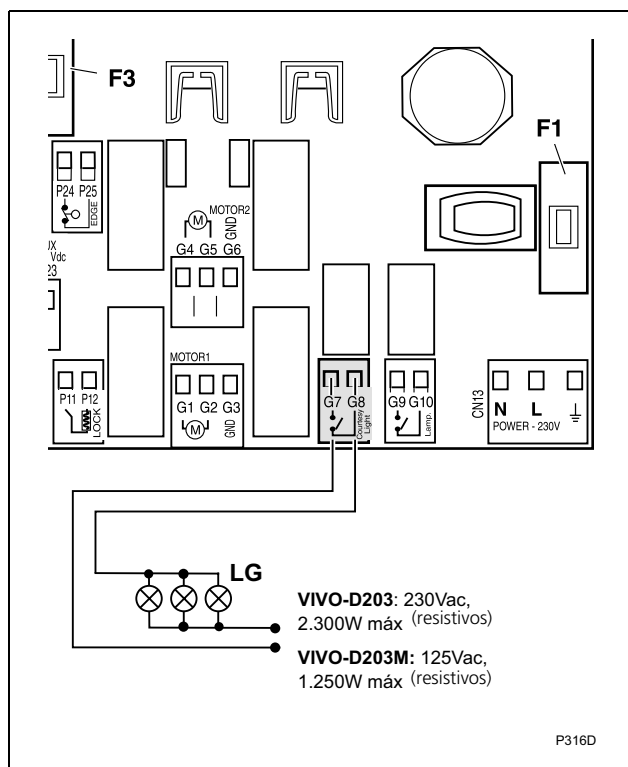 F3
F1
P24 P25
EDGE
MOTOR2
M
GND
G4 G5 G6
UX
Vdc
23
P11 P12
LOCK
MOTOR1
G1 G2 G3
M
GND
G7 G8
Courtesy
Light
G9 G10
Lamp.
CN13
N L
POWER - 230V
LG
VIVO-D203: 230Vac,
2.300W máx (resistivos)
VIVO-D203M: 125Vac,
1.250W máx (resistivos)
P316D